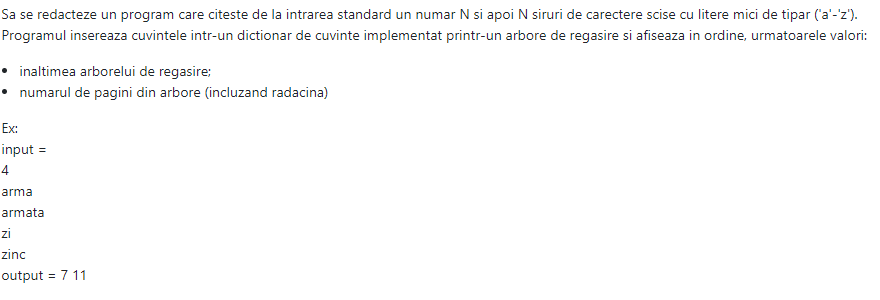 Sa se redacteze un program care citeste de la intrarea standard un numar N si apoi N siruri de carectere scise cu litere mici de tipar ('a'-'z').
Programul insereaza cuvintele intr-un dictionar de cuvinte implementat printr-un arbore de regasire si afiseaza in ordine, urmatoarele valori:
• inaltimea arborelui de regasire;
• numarul de pagini din arbore (incluzand radacina)
Ex:
input =
4
arma
armata
zi
zinc
output = 7 11